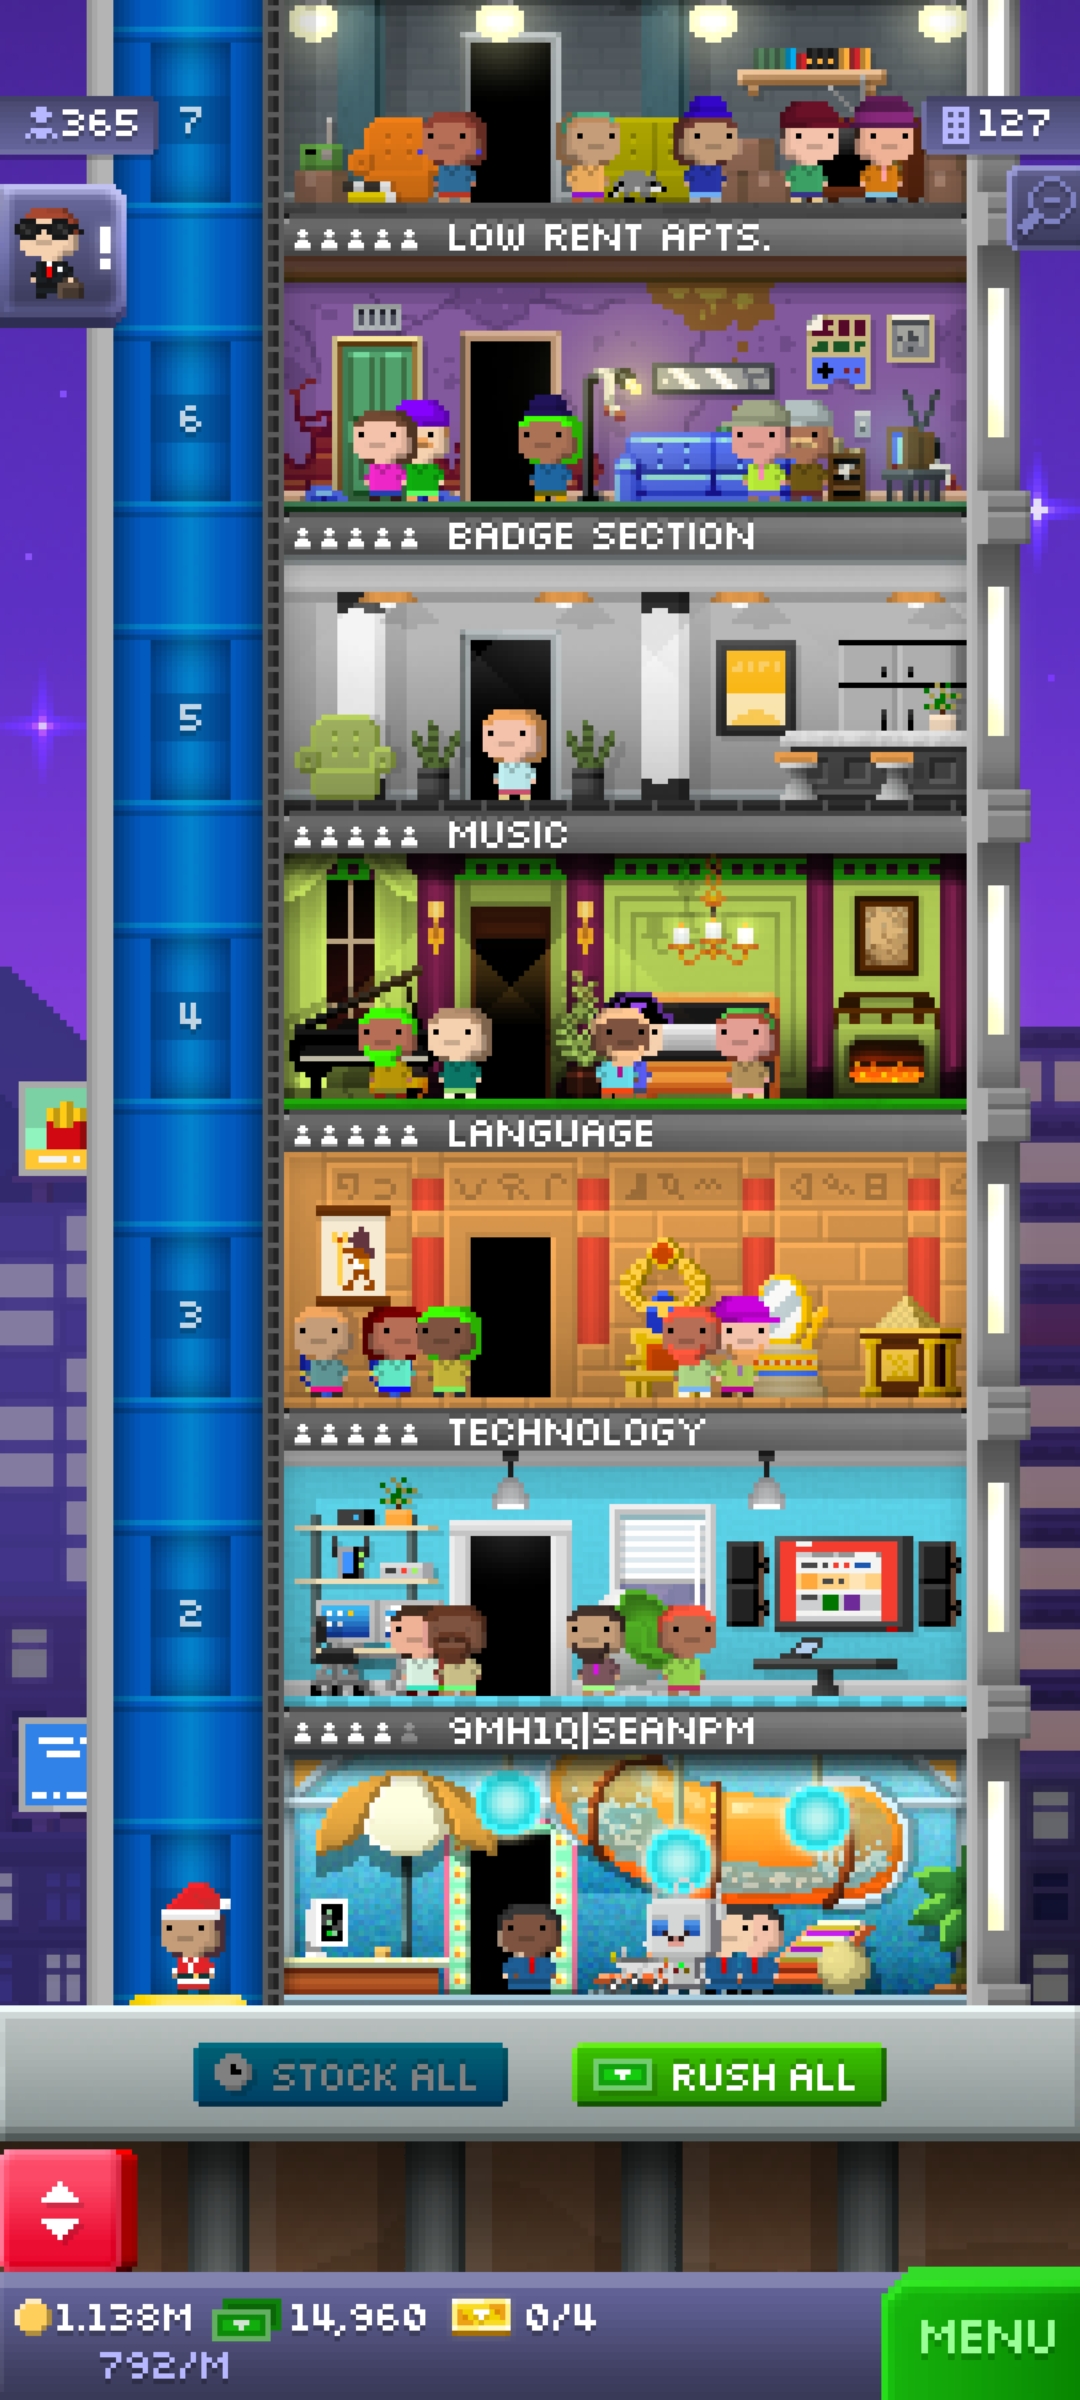 7
365
127
!
LOW RENT APTS.
6
BADGE SECTION
5
MUSIC
4
LANGUAGE
3
TECHNOLOGY
2
9MH1Q|SEANPM
STOCK ALL
RUSH ALL
1.138M
14,960
0/4
792/M
MENU